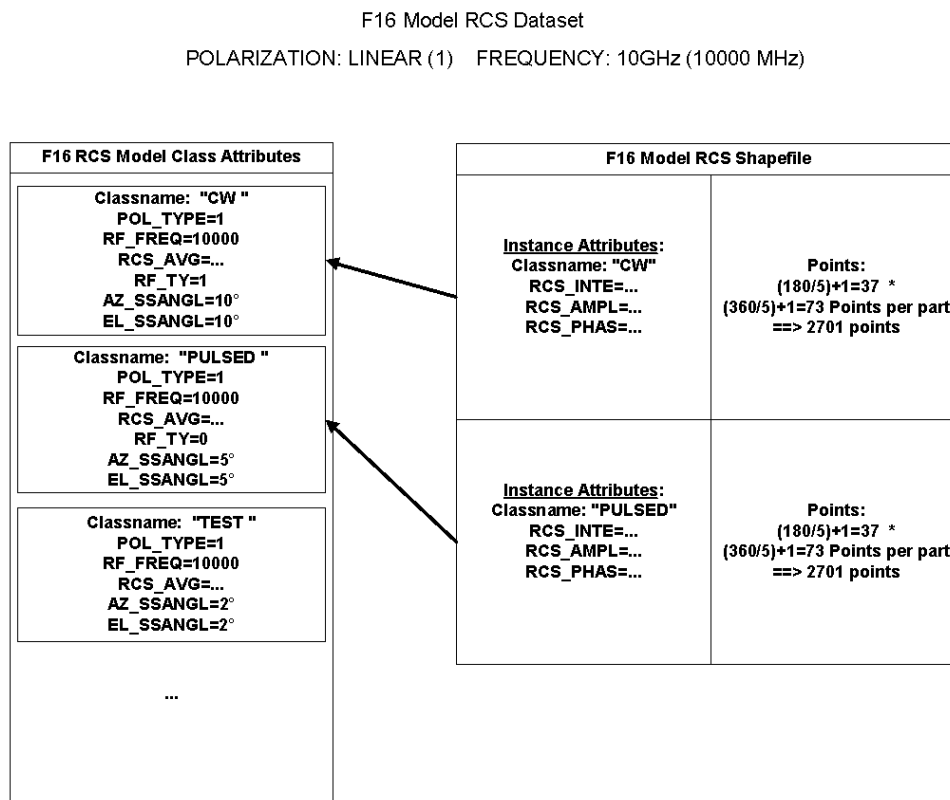 F16 Model RCS Dataset
POLARIZATION: LINEAR (1) FREQUENCY: 10GHz (10000 MHz)
F16 RCS Model Class Attributes
Classname: "CW "
POL_TYPE=1
RF_FREQ=10000
RCS_AVG=...
RF_TY=1
AZ_SSANGL=10°
EL_SSANGL=10°
Classname: "PULSED "
POL_TYPE=1
RF_FREQ=10000
RCS_AVG=...
RF_TY=0
AZ_SSANGL=5°
EL_SSANGL=5°
Classname: "TEST "
POL_TYPE=1
RF_FREQ=10000
RCS_AVG=...
AZ_SSANGL=2°
EL_SSANGL=2°
...
F16 Model RCS Shapefile
Instance Attributes:
Classname: "CW"
RCS_INTE=...
RCS_AMPL=...
RCS_PHAS=...
Points:
(180/5)+1=37 *
(360/5)+1=73 Points per part
==> 2701 points
Instance Attributes:
Classname: "PULSED"
RCS_INTE=...
RCS_AMPL=...
RCS_PHAS=...
Points:
(180/5)+1=37 *
(360/5)+1=73 Points per part
==> 2701 points